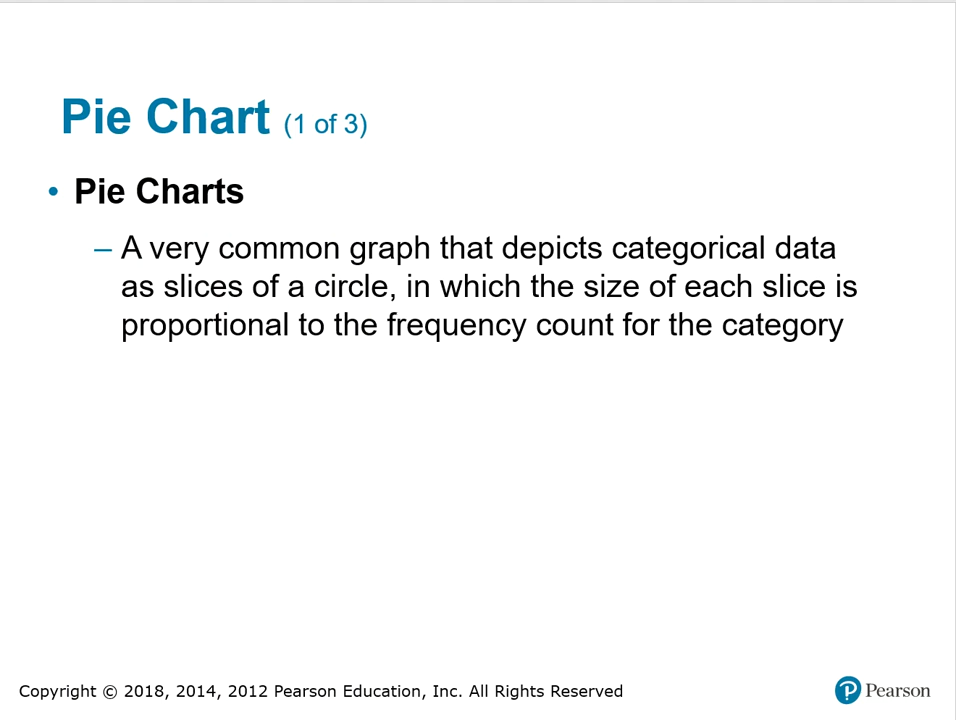 Pie Chart (1 of 3)
• Pie Charts
– A very common graph that depicts categorical data
as slices of a circle, in which the size of each slice is
proportional to the frequency count for the category
Copyright © 2018, 2014, 2012 Pearson Education, Inc. All Rights Reserved
P Pearson